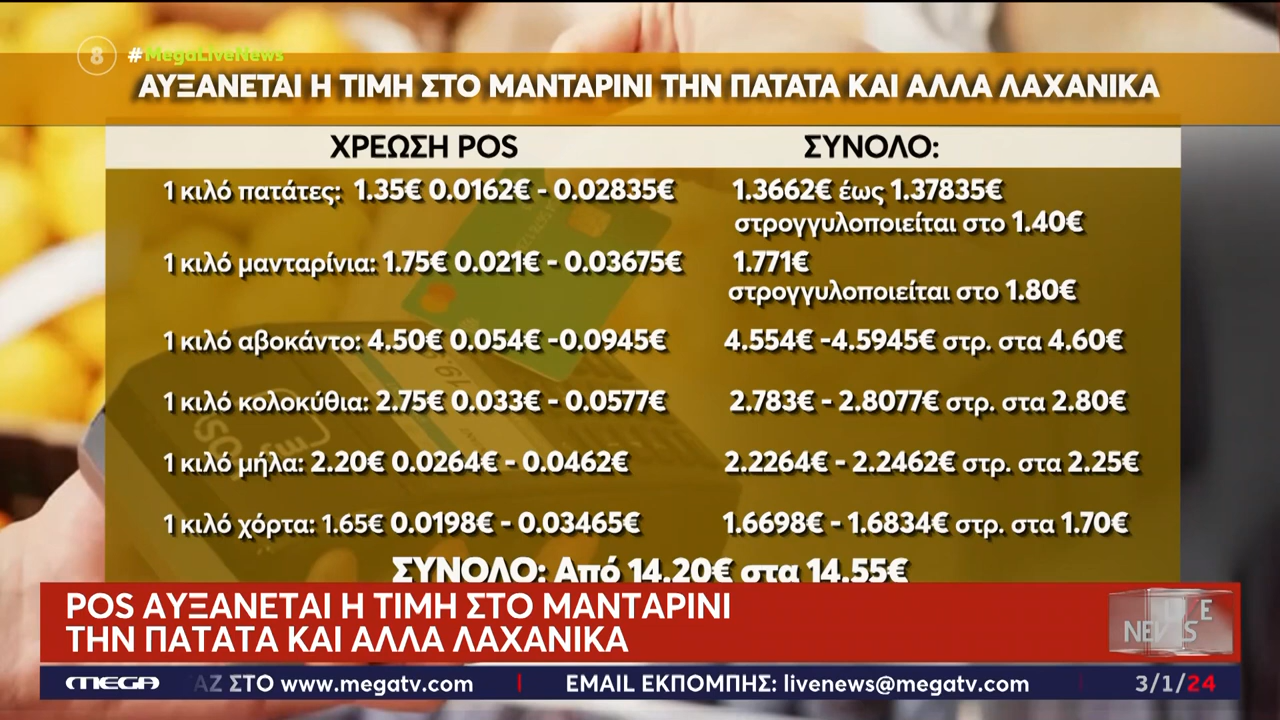 8 #MegaLiveNews
ΑΥΞΑΝΕΤΑΙ Η ΤΙΜΗ ΣΤΟ ΜΑΝΤΑΡΙΝΙ ΤΗΝ ΠΑΤΑΤΑ ΚΑΙ ΑΛΛΑ ΛΑΧΑΝΙΚΑ
ΧΡΕΩΣΗ POS ΣΥΝΟΛΟ:
1 κιλό πατάτες: 1.35€ 0.0162€ - 0.02835€ 1.3662€ έως 1.37835€
στρογγυλοποιείται στο 1.40€
1 κιλό μανταρίνια: 1.75€ 0.021€ - 0.03675€ 1.771€
στρογγυλοποιείται στο 1.80€
1 κιλό αβοκάντο: 4.50€ 0.054€ -0.0945€ 4.554€ -4.5945€ στρ. στα 4.60€
1 κιλό κολοκύθια: 2.75€ 0.033€ - 0.0577€ 2.783€ - 2.8077€ στρ. στα 2.80€
1 κιλό μήλα: 2.20€ 0.0264€ - 0.0462€ 2.2264€ - 2.2462€ στρ. στα 2.25€
1 κιλό χόρτα: 1.65€ 0.0198€ - 0.03465€ 1.6698€ - 1.6834€ στρ. στα 1.70€
ΣΥΝΟΛΟ: Από 14.20€ στα 14.55€
POS ΑΥΞΑΝΕΤΑΙ Η ΤΙΜΗ ΣΤΟ ΜΑΝΤΑΡΙΝΙ
ΤΗΝ ΠΑΤΑΤΑ ΚΑΙ ΑΛΛΑ ΛΑΧΑΝΙΚΑ
LIVE
NEWS
MEGA ΑΖ ΣΤΟ www.megatv.com EMAIL ΕΚΠΟΜΠΗΣ: livenews@megatv.com 3/1/24